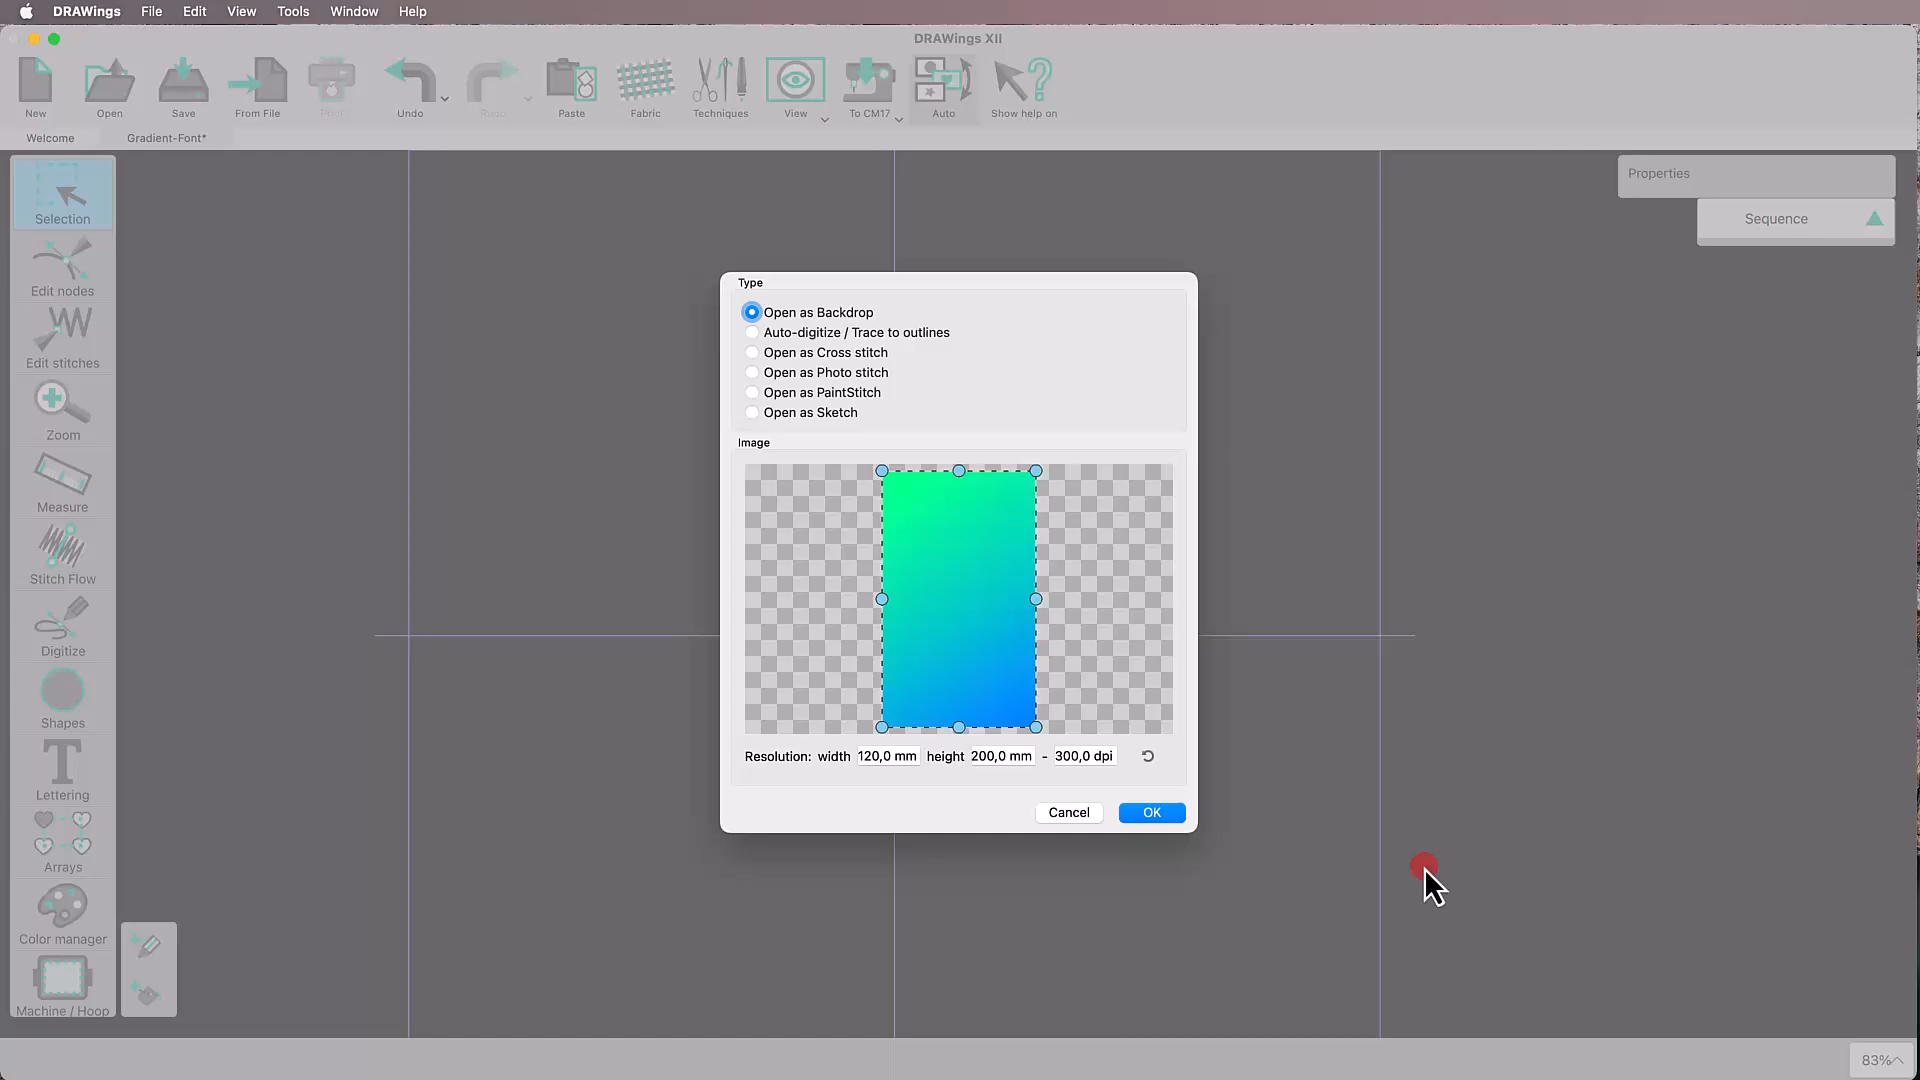 DRAWings File Edit View Tools Window Help
DRAWings XII
New Open Save From File Print Undo Redo Paste Fabric Techniques View To CM17 Auto Show help on
Welcome Gradient-Font*
Selection
Edit nodes
Edit stitches
Zoom
Measure
Stitch Flow
Digitize
Shapes
Lettering
Arrays
Color manager
Machine / Hoop
Type
Open as Backdrop
Auto-digitize / Trace to outlines
Open as Cross stitch
Open as Photo stitch
Open as PaintStitch
Open as Sketch
Image
Resolution: width 120,0 mm height 200,0 mm - 300,0 dpi
Cancel OK
Properties
Sequence
83%